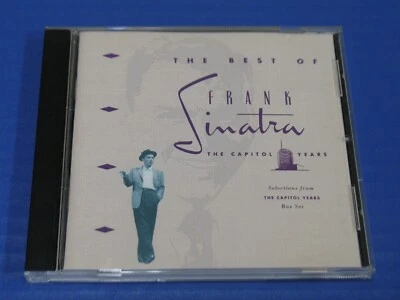 THE BEST OF
FRANK
Sinatra
THE CAPITOL YEARS
Selections from
THE CAPITOL YEARS
Box Set